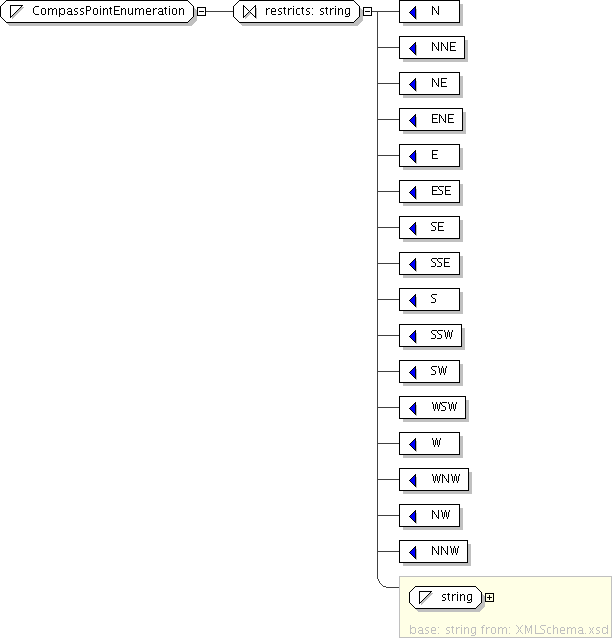 CompassPointEnumeration
restricts: string
N
NNE
NE
ENE
E
ESE
SE
SSE
S
SSW
SW
WSW
W
WNW
NW
NNW
string
base: string from: XMLSchema.xsd